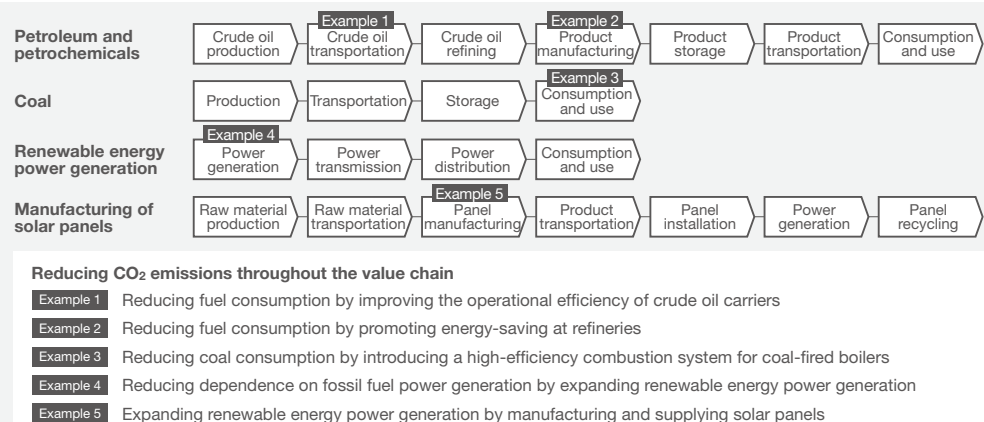 Petroleum and
petrochemicals
Crude oil
production
Example 1
Crude oil
transportation
Crude oil
refining
Example 2
Product
manufacturing
Product
storage
Product
transportation
Consumption
and use
Coal
Production
Transportation
Storage
Example 3
Consumption
and use
Renewable energy
power generation
Example 4
Power
generation
Power
transmission
Power
distribution
Consumption
and use
Manufacturing of
solar panels
Raw material
production
Raw material
transportation
Example 5
Panel
manufacturing
Product
transportation
Panel
installation
Power
generation
Panel
recycling
Reducing CO₂ emissions throughout the value chain
Example 1 Reducing fuel consumption by improving the operational efficiency of crude oil carriers
Example 2 Reducing fuel consumption by promoting energy-saving at refineries
Example 3 Reducing coal consumption by introducing a high-efficiency combustion system for coal-fired boilers
Example 4 Reducing dependence on fossil fuel power generation by expanding renewable energy power generation
Example 5 Expanding renewable energy power generation by manufacturing and supplying solar panels